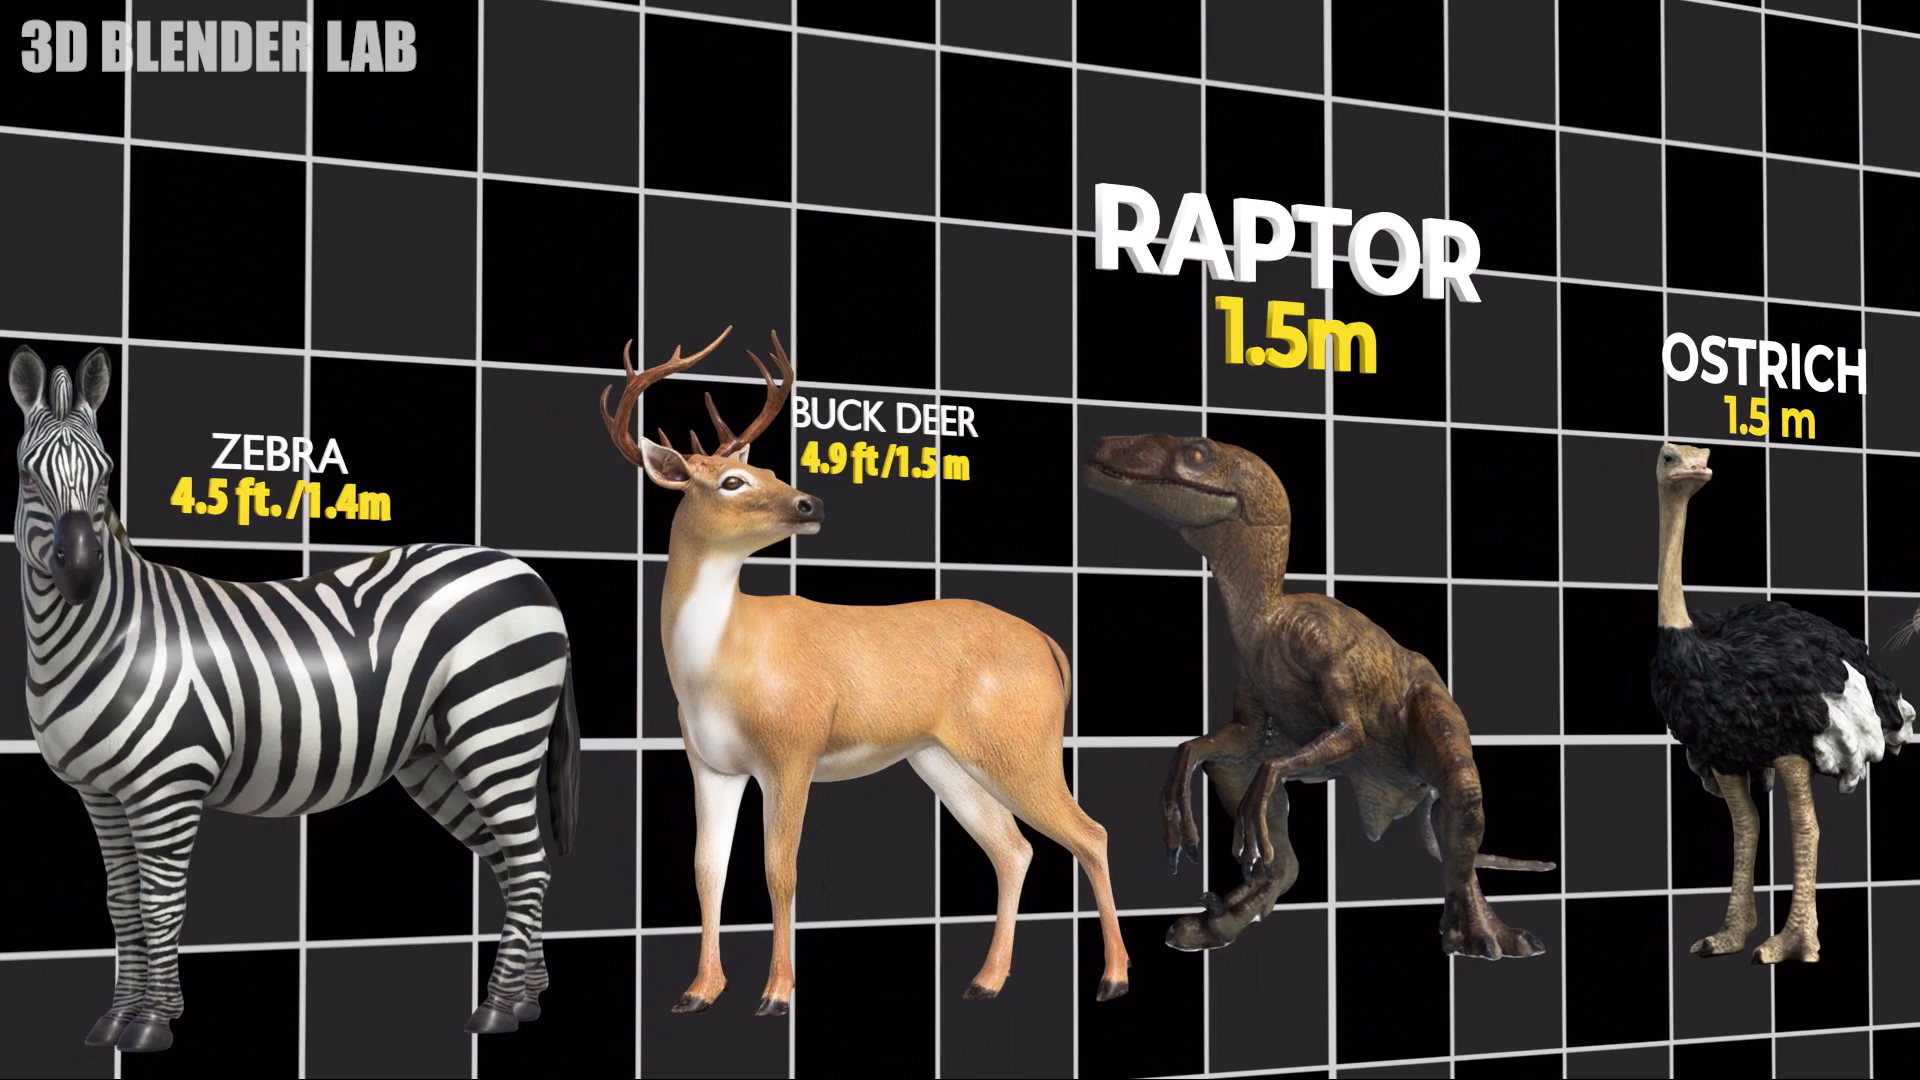 3D BLENDER LAB
RAPTOR
1.5m
OSTRICH
1.5 m
BUCK DEER
4.9 ft/1.5 m
ZEBRA
4.5 ft. /1.4m